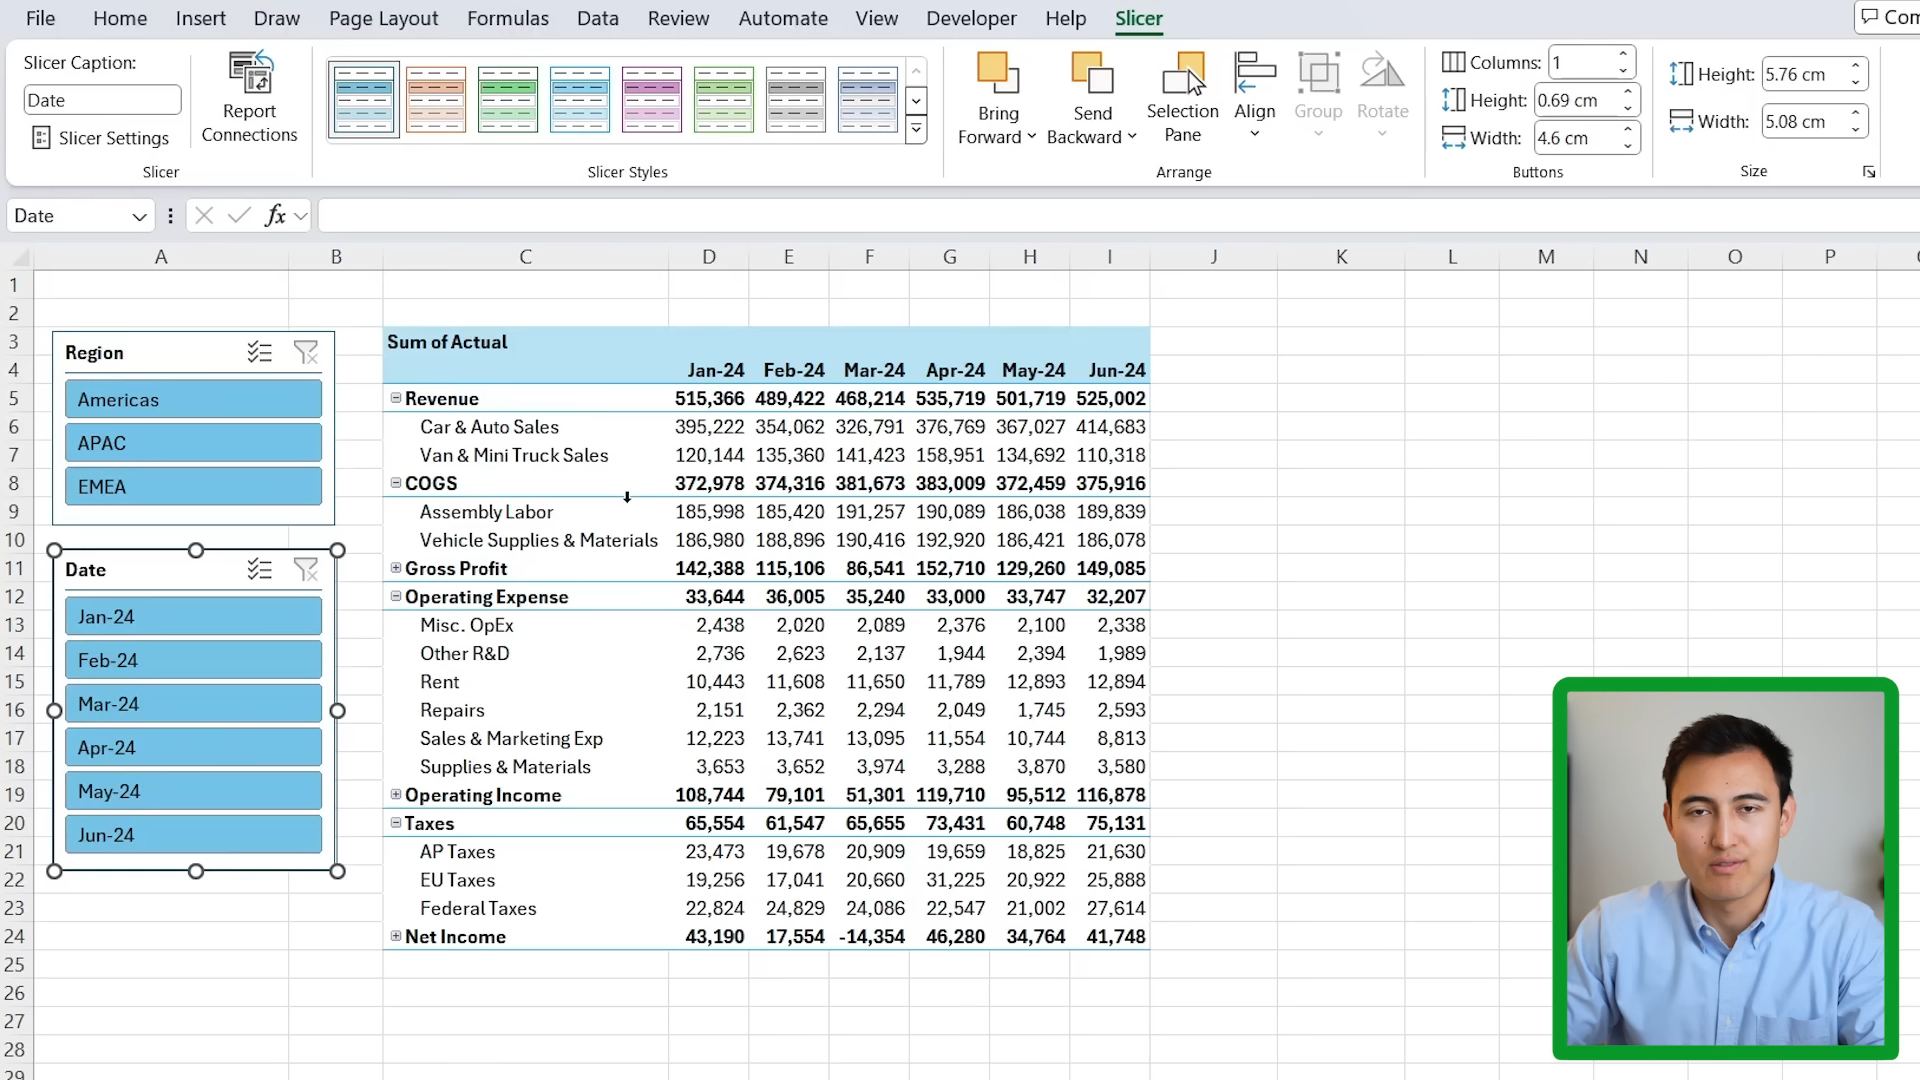 File Home Insert Draw Page Layout Formulas Data Review Automate View Developer Help Slicer
Slicer Caption:
Date
Slicer Settings
Report
Connections
Slicer
Slicer Styles
Bring
Forward
Send
Backward
Selection
Pane
Align
Group
Rotate
Arrange
Columns: 1
Height: 0.69 cm
Width: 4.6 cm
Buttons
Height: 5.76 cm
Width: 5.08 cm
Size
Date fx
A B C D E F G H I J K L M N O P
1
2
3 Sum of Actual
4 Jan-24 Feb-24 Mar-24 Apr-24 May-24 Jun-24
5 Revenue 515,366 489,422 468,214 535,719 501,719 525,002
6 Car & Auto Sales 395,222 354,062 326,791 376,769 367,027 414,683
7 Van & Mini Truck Sales 120,144 135,360 141,423 158,951 134,692 110,318
8 COGS 372,978 374,316 381,673 383,009 372,459 375,916
9 Assembly Labor 185,998 185,420 191,257 190,089 186,038 189,839
10 Vehicle Supplies & Materials 186,980 188,896 190,416 192,920 186,421 186,078
11 Gross Profit 142,388 115,106 86,541 152,710 129,260 149,085
12 Operating Expense 33,644 36,005 35,240 33,000 33,747 32,207
13 Misc. OpEx 2,438 2,020 2,089 2,376 2,100 2,338
14 Other R&D 2,736 2,623 2,137 1,944 2,394 1,989
15 Rent 10,443 11,608 11,650 11,789 12,893 12,894
16 Repairs 2,151 2,362 2,294 2,049 1,745 2,593
17 Sales & Marketing Exp 12,223 13,741 13,095 11,554 10,744 8,813
18 Supplies & Materials 3,653 3,652 3,974 3,288 3,870 3,580
19 Operating Income 108,744 79,101 51,301 119,710 95,512 116,878
20 Taxes 65,554 61,547 65,655 73,431 60,748 75,131
21 AP Taxes 23,473 19,678 20,909 19,659 18,825 21,630
22 EU Taxes 19,256 17,041 20,660 31,225 20,922 25,888
23 Federal Taxes 22,824 24,829 24,086 22,547 21,002 27,614
24 Net Income 43,190 17,554 -14,354 46,280 34,764 41,748
25
26
27
28
29
Region
Americas
APAC
EMEA
Date
Jan-24
Feb-24
Mar-24
Apr-24
May-24
Jun-24